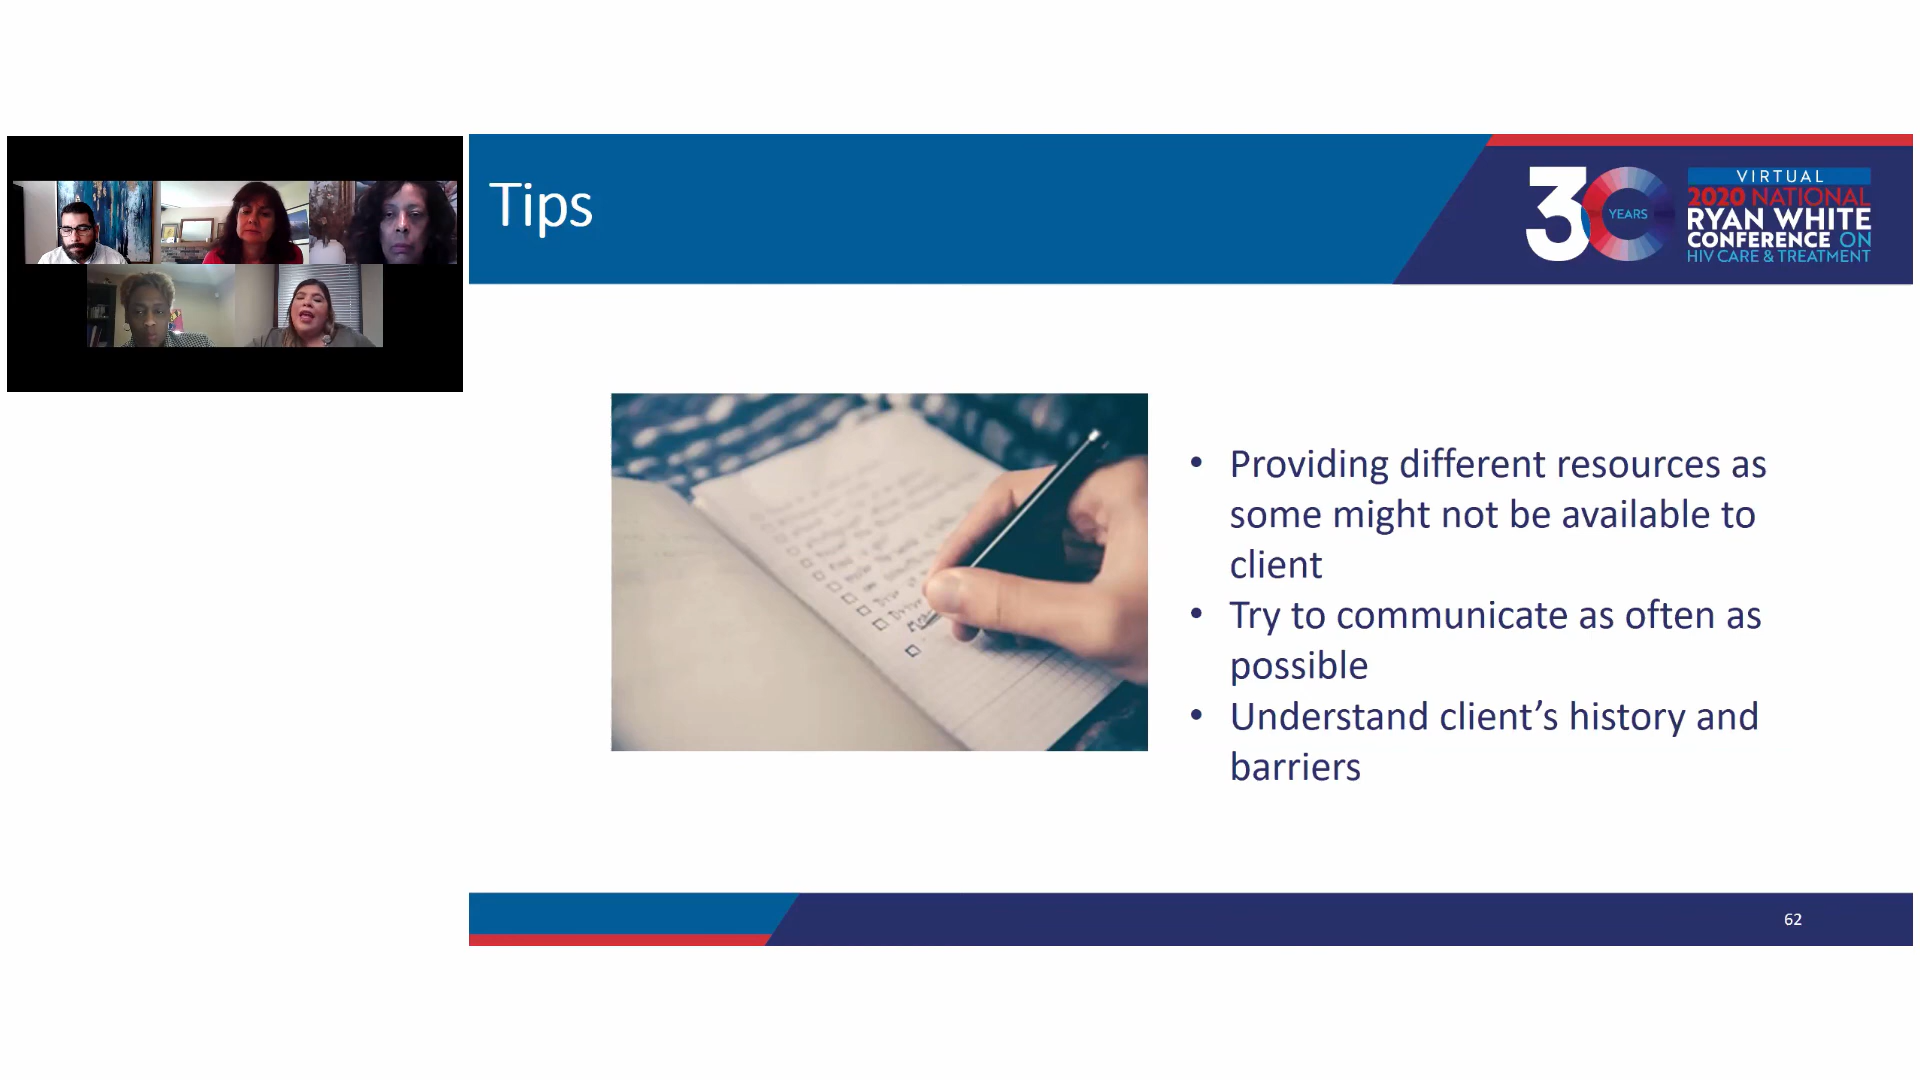 Tips
30
YEARS
VIRTUAL
2020 NATIONAL
RYAN WHITE
CONFERENCE ON
HIV CARE & TREATMENT
• Providing different resources as
some might not be available to
client
• Try to communicate as often as
possible
• Understand client’s history and
barriers
62